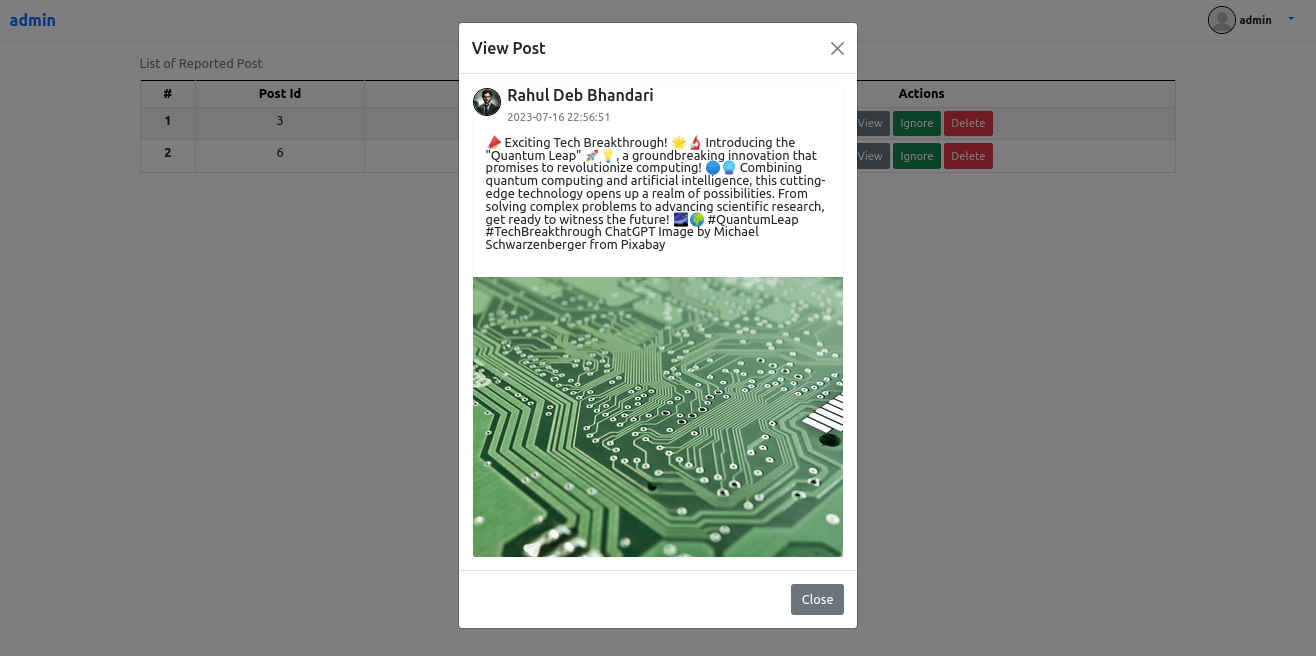 admin
admin
List of Reported Post
# Post Id Actions
1 3 View Ignore Delete
2 6 View Ignore Delete
View Post
Rahul Deb Bhandari
2023-07-16 22:56:51
📣 Exciting Tech Breakthrough! 🌟🔬 Introducing the
"Quantum Leap" 🚀💡, a groundbreaking innovation that
promises to revolutionize computing! 🌐🔮 Combining
quantum computing and artificial intelligence, this cutting-
edge technology opens up a realm of possibilities. From
solving complex problems to advancing scientific research,
get ready to witness the future! 🌌🌍 #QuantumLeap
#TechBreakthrough ChatGPT Image by Michael
Schwarzenberger from Pixabay
Close